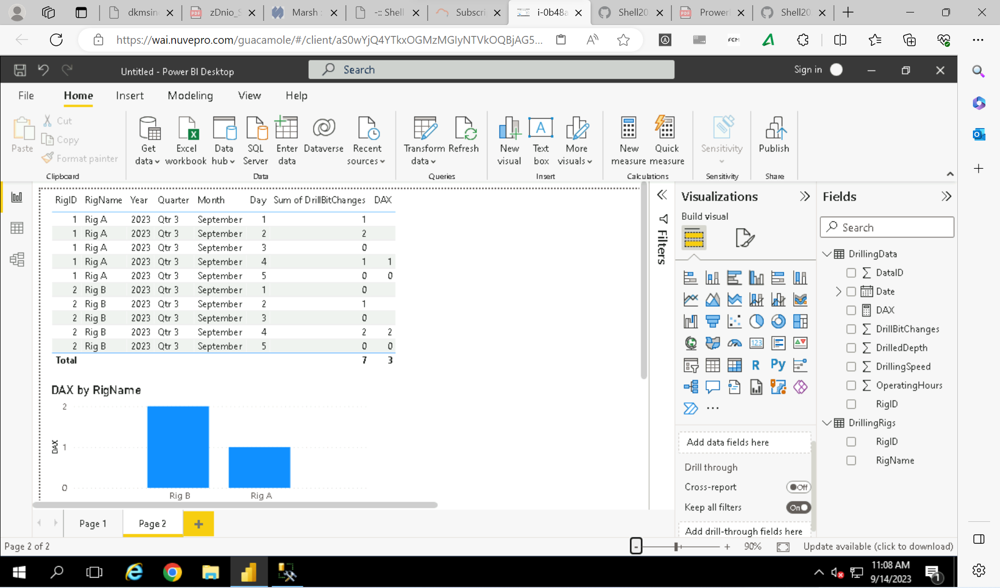 dkmsin
zDnio_S
Marsh :
-:: Shell
Subscri
i-0b48a
Shell20
Prowerl
Shell20
https://wai.nuvepro.com/guacamole/#/client/aS0wYjQ4YTkxOGMzMGIyNTVkOQBjAG5...
Untitled - Power BI Desktop
Search
Sign in
File Home Insert Modeling View Help
Paste
Cut
Copy
Format painter
Clipboard
Get data
Excel workbook
Data hub
SQL Server
Enter data
Dataverse
Recent sources
Data
Transform data
Refresh
Queries
New visual
Text box
More visuals
Insert
New measure
Quick measure
Calculations
Sensitivity
Sensitivity
Publish
Share
RigID RigName Year Quarter Month Day Sum of DrillBitChanges DAX
1 Rig A 2023 Qtr 3 September 1 1
1 Rig A 2023 Qtr 3 September 2 2
1 Rig A 2023 Qtr 3 September 3 0
1 Rig A 2023 Qtr 3 September 4 1 1
1 Rig A 2023 Qtr 3 September 5 0 0
2 Rig B 2023 Qtr 3 September 1 0
2 Rig B 2023 Qtr 3 September 2 1
2 Rig B 2023 Qtr 3 September 3 0
2 Rig B 2023 Qtr 3 September 4 2 2
2 Rig B 2023 Qtr 3 September 5 0 0
Total 7 3
DAX by RigName
2
1
0
DAX
Rig B Rig A
Filters
Visualizations
Build visual
123
R
Py
Add data fields here
Drill through
Cross-report Off
Keep all filters On
Add drill-through fields here
Fields
Search
DrillingData
DataID
Date
DAX
DrillBitChanges
DrilledDepth
DrillingSpeed
OperatingHours
RigID
DrillingRigs
RigID
RigName
Page 1 Page 2 +
Page 2 of 2
- + 90%
Update available (click to download)
11:08 AM
9/14/2023
1